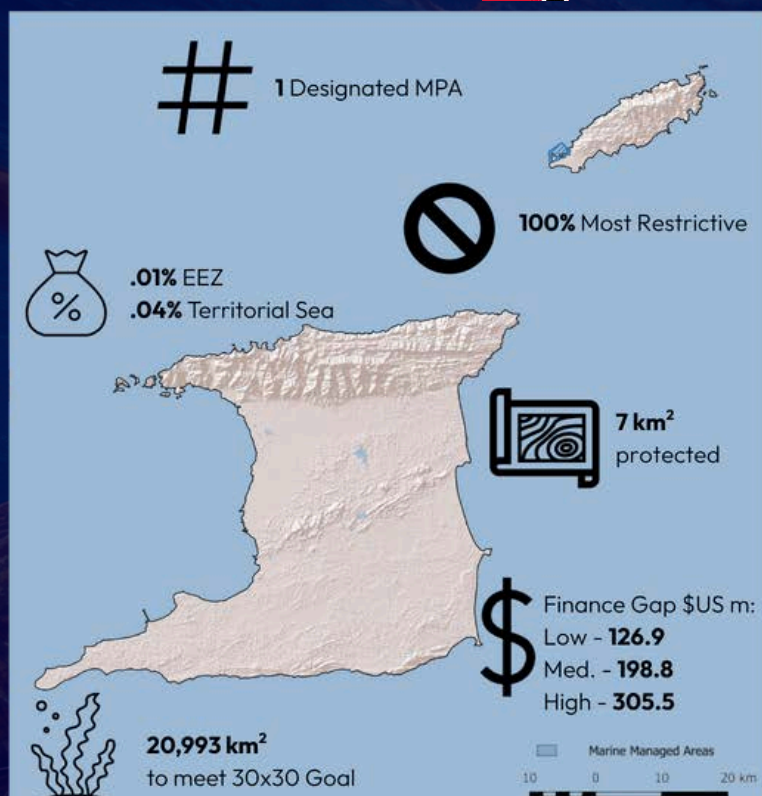 1 Designated MPA
100% Most Restrictive
.01% EEZ
.04% Territorial Sea
7 km²
protected
Finance Gap $US m:
Low - 126.9
Med. - 198.8
High - 305.5
20,993 km²
to meet 30x30 Goal
Marine Managed Areas
10 0 10 20 km